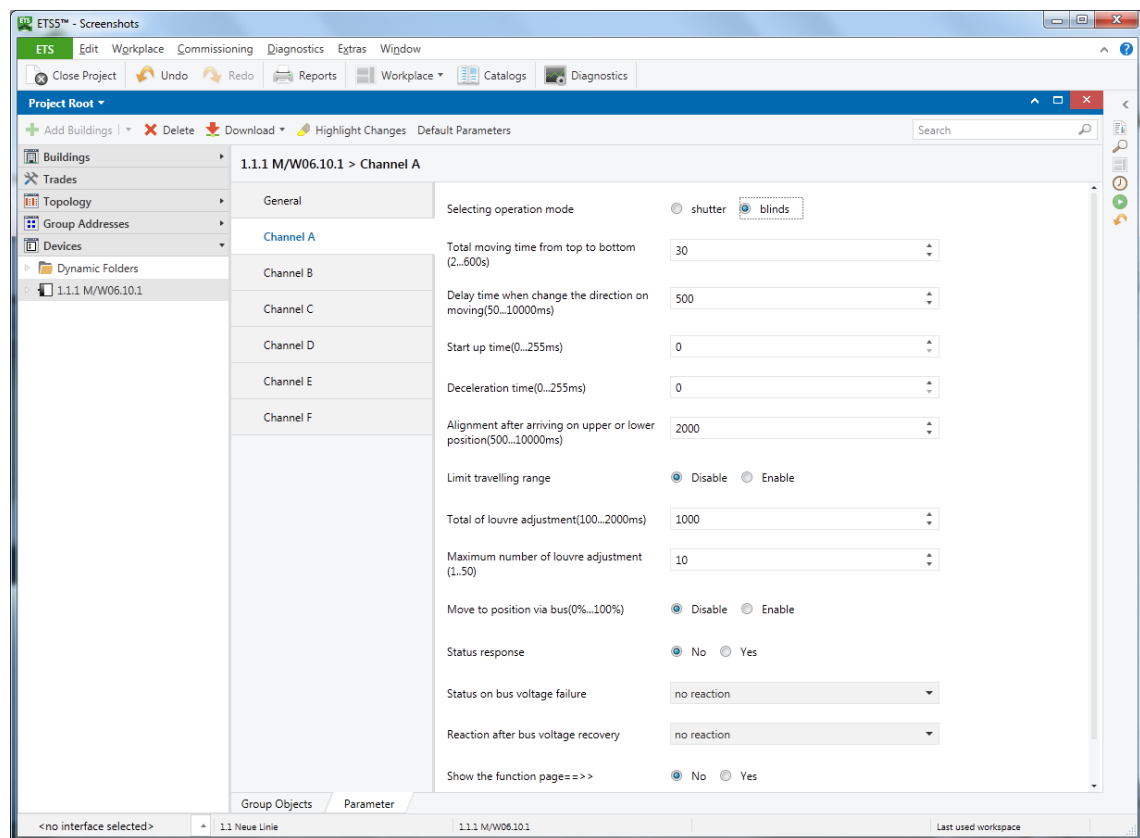 ETS5™ - Screenshots
ETS Edit Workplace Commissioning Diagnostics Extras Window
Close Project Undo Redo Reports Workplace Catalogs Diagnostics
Project Root
Add Buildings Delete Download Highlight Changes Default Parameters Search
Buildings
Trades
Topology
Group Addresses
Devices
Dynamic Folders
1.1.1 M/W06.10.1
1.1.1 M/W06.10.1 > Channel A
General
Channel A
Channel B
Channel C
Channel D
Channel E
Channel F
Selecting operation mode shutter blinds
Total moving time from top to bottom
(2...600s) 30
Delay time when change the direction on
moving(50...10000ms) 500
Start up time(0...255ms) 0
Deceleration time(0...255ms) 0
Alignment after arriving on upper or lower
position(500...10000ms) 2000
Limit travelling range Disable Enable
Total of louvre adjustment(100...2000ms) 1000
Maximum number of louvre adjustment
(1..50) 10
Move to position via bus(0%...100%) Disable Enable
Status response No Yes
Status on bus voltage failure no reaction
Reaction after bus voltage recovery no reaction
Show the function page==>> No Yes
Group Objects Parameter
<no interface selected> 1.1 Neue Linie 1.1.1 M/W06.10.1 Last used workspace